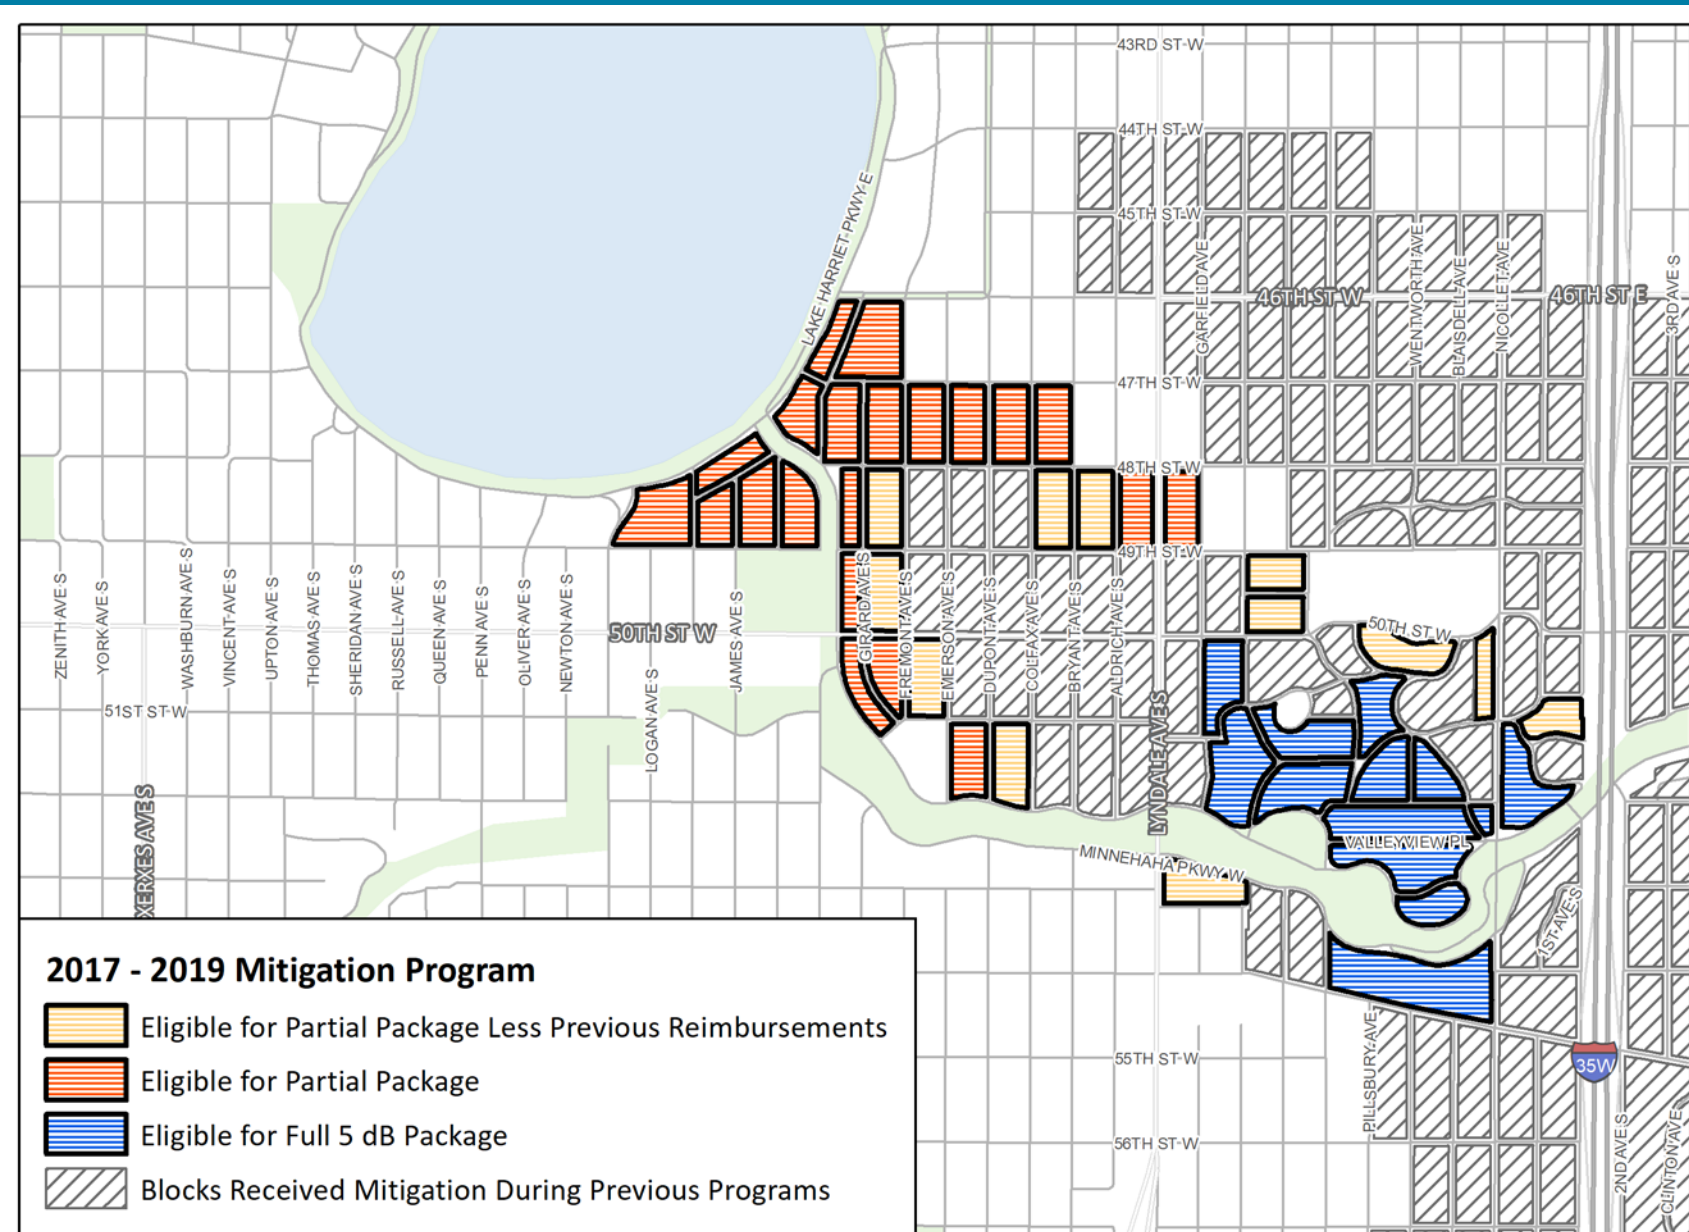 43RD ST W
44TH ST W
LAKE HARRIET PKWY E
45TH ST W
GARFIELD AVE
WENTWORTH AVE
BLAISDELL AVE
NICOLLET AVE
3RD AVE S
46TH ST W
46TH ST E
47TH ST W
48TH ST W
49TH ST W
ZENITH AVE S
YORK AVE S
WASHBURN AVE S
VINCENT AVE S
UPTON AVE S
THOMAS AVE S
SHERIDAN AVE S
RUSSELL AVE S
QUEEN AVE S
PENN AVE S
OLIVER AVE S
NEWTON AVE S
50TH ST W
LOGAN AVE S
JAMES AVE S
GIRARD AVE S
FREMONT AVE S
EMERSON AVE S
DUPONT AVE S
COLFAX AVE S
BRYANT AVE S
ALDRICH AVE S
50TH ST W
51ST ST W
LYNDALE AVE S
XERXES AVE S
VALLEYVIEW PL
MINNEHAHA PKWY W
1ST AVE S
PILLSBURY AVE
55TH ST W
35W
56TH ST W
2ND AVE S
CLINTON AVE
2017 - 2019 Mitigation Program
Eligible for Partial Package Less Previous Reimbursements
Eligible for Partial Package
Eligible for Full 5 dB Package
Blocks Received Mitigation During Previous Programs